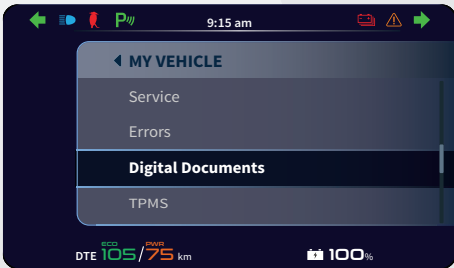 P 9:15 am
MY VEHICLE
Service
Errors
Digital Documents
TPMS
ECO PWR
DTE 105/75 km 100%